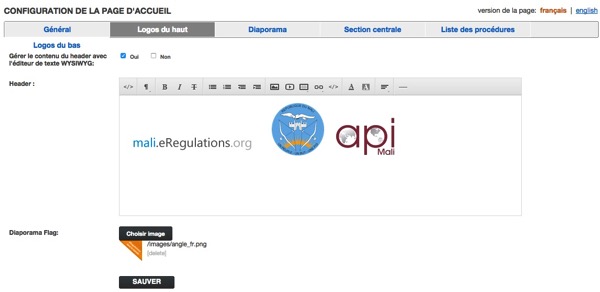 CONFIGURATION DE LA PAGE D'ACCUEIL
version de la page: français | english
Général
Logos du haut
Diaporama
Section centrale
Liste des procédures
Logos du bas
Gérer le contenu du header avec
l'éditeur de texte WYSIWYG:
Oui
Non
Header :
mali.eRegulations.org
api
Mali
Diaporama Flag:
Choisir image
/images/angle_fr.png
[delete]
SAUVER